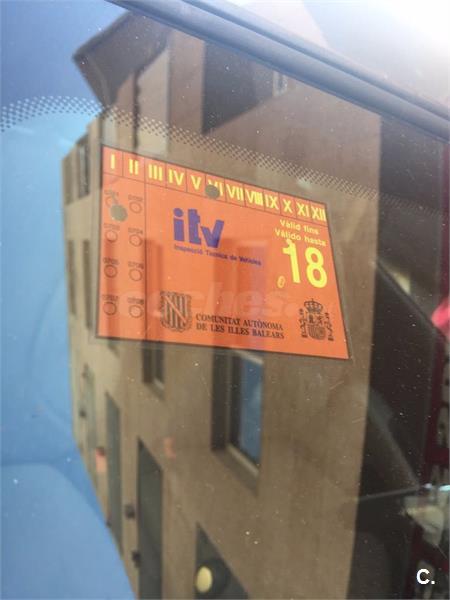 I II III IV V VI VII VIII IX X XI XII
itv
Inspecció Tècnica de Vehicles
Vàlid fins
Válido hasta
18
COMUNITAT AUTÒNOMA
DE LES ILLES BALEARS
C.